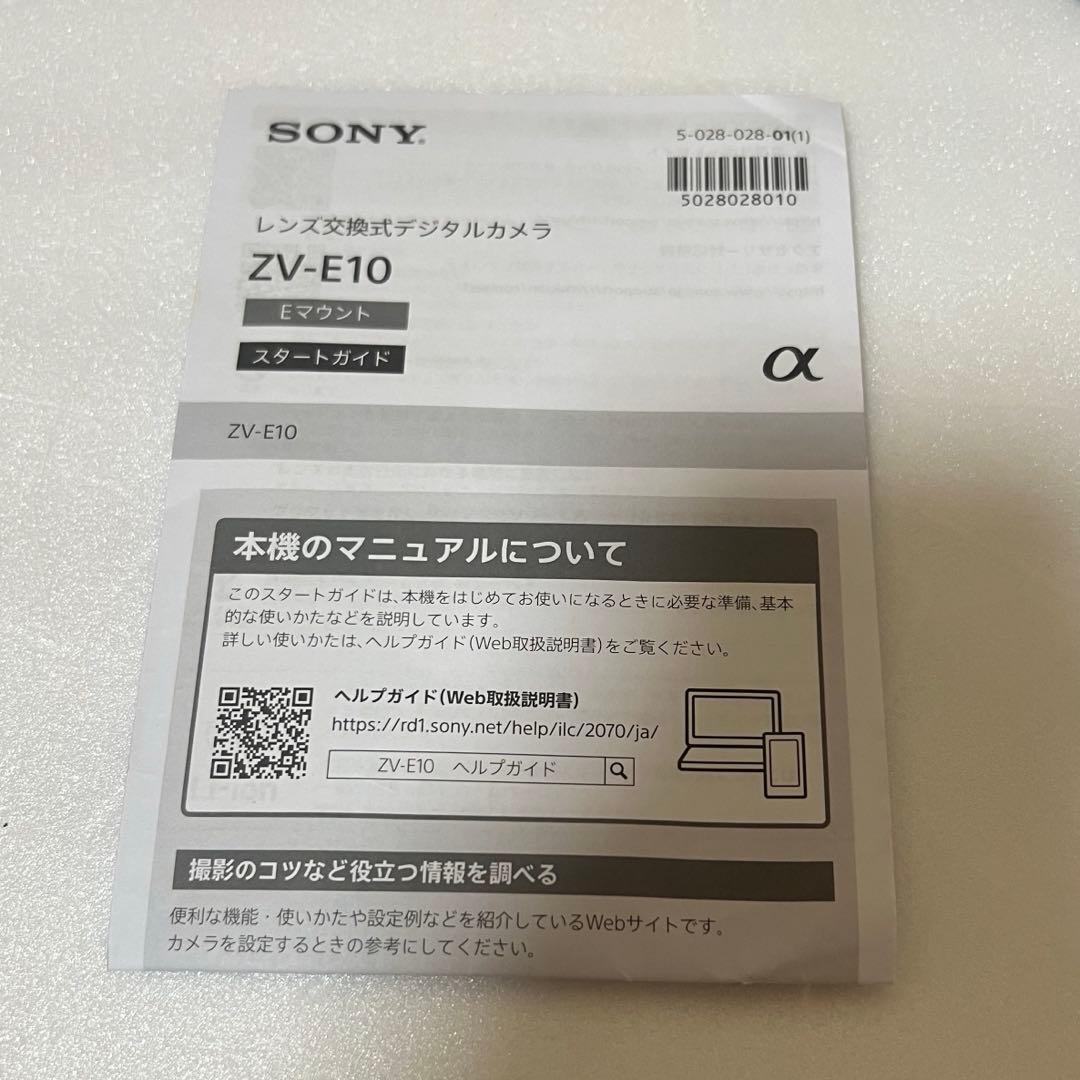 SONY®
5-028-028-01(1)
5028028010
レンズ交換式デジタルカメラ
ZV-E10
Eマウント
スタートガイド
α
ZV-E10
本機のマニュアルについて
このスタートガイドは、本機をはじめてお使いになるときに必要な準備、基本
的な使いかたなどを説明しています。
詳しい使いかたは、ヘルプガイド(Web取扱説明書)をご覧ください。
ヘルプガイド(Web取扱説明書)
https://rd1.sony.net/help/ilc/2070/ja/
ZV-E10 ヘルプガイド
撮影のコツなど役立つ情報を調べる
便利な機能・使いかたや設定例などを紹介しているWebサイトです。
カメラを設定するときの参考にしてください。